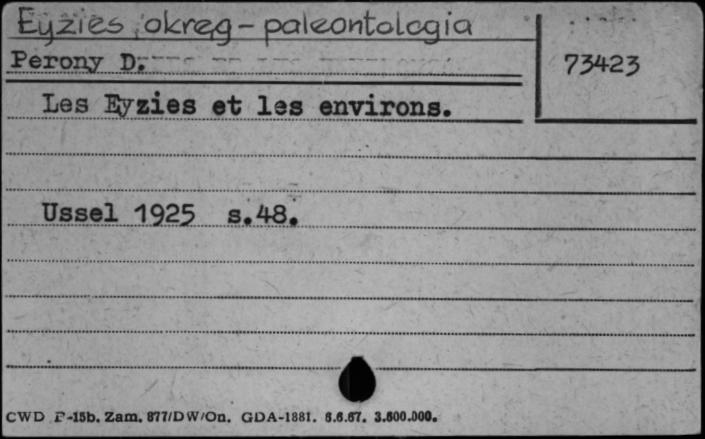 Eyzies, okręg - paleontologia
Perony D.
73423
Les Eyzies et les environs.
Ussel 1925 s.48.
CWD P-15b. Zam. 877/DW/On. GDA-1881. 6.6.67. 3.600.000.